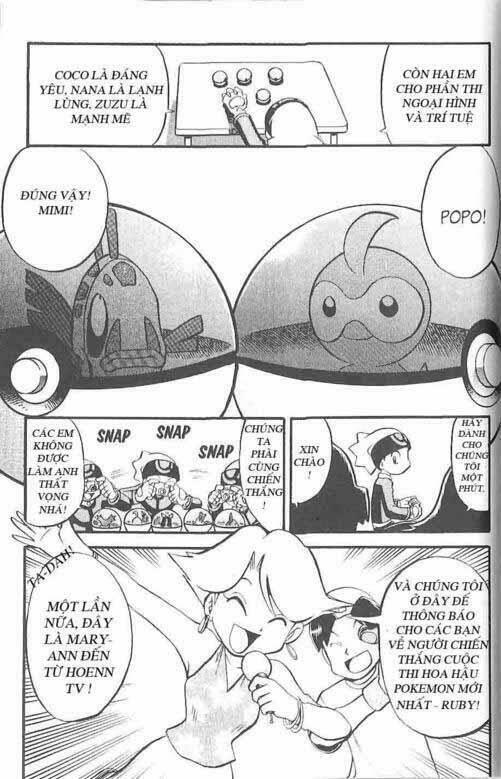 CÒN HAI EM
CHO PHẦN THI
NGOẠI HÌNH
VÀ TRÍ TUỆ
COCO LÀ ĐÁNG
YÊU, NANA LÀ LẠNH
LÙNG, ZUZU LÀ
MẠNH MẼ
POPO!
ĐÚNG VẬY!
MIMI!
HÃY
DÀNH
CHO
CHÚNG
TÔI
MỘT
PHÚT.
XIN
CHÀO
!
CHÚNG
TA
PHẢI
CÙNG
CHIẾN
THẮNG
!
SNAP
SNAP
SNAP
CÁC EM
KHÔNG
ĐƯỢC
LÀM ANH
THẤT
VỌNG
NHÁ!
VÀ CHÚNG TÔI
Ở ĐÂY ĐỂ
THÔNG BÁO
CHO CÁC BẠN
VỀ NGƯỜI CHIẾN
THẮNG CUỘC
THI HOA HẬU
POKEMON MỚI
NHẤT - RUBY!
TA-DAH!
MỘT LẦN
NỮA, ĐÂY
LÀ MARY-
ANN ĐẾN
TỪ HOENN
TV !